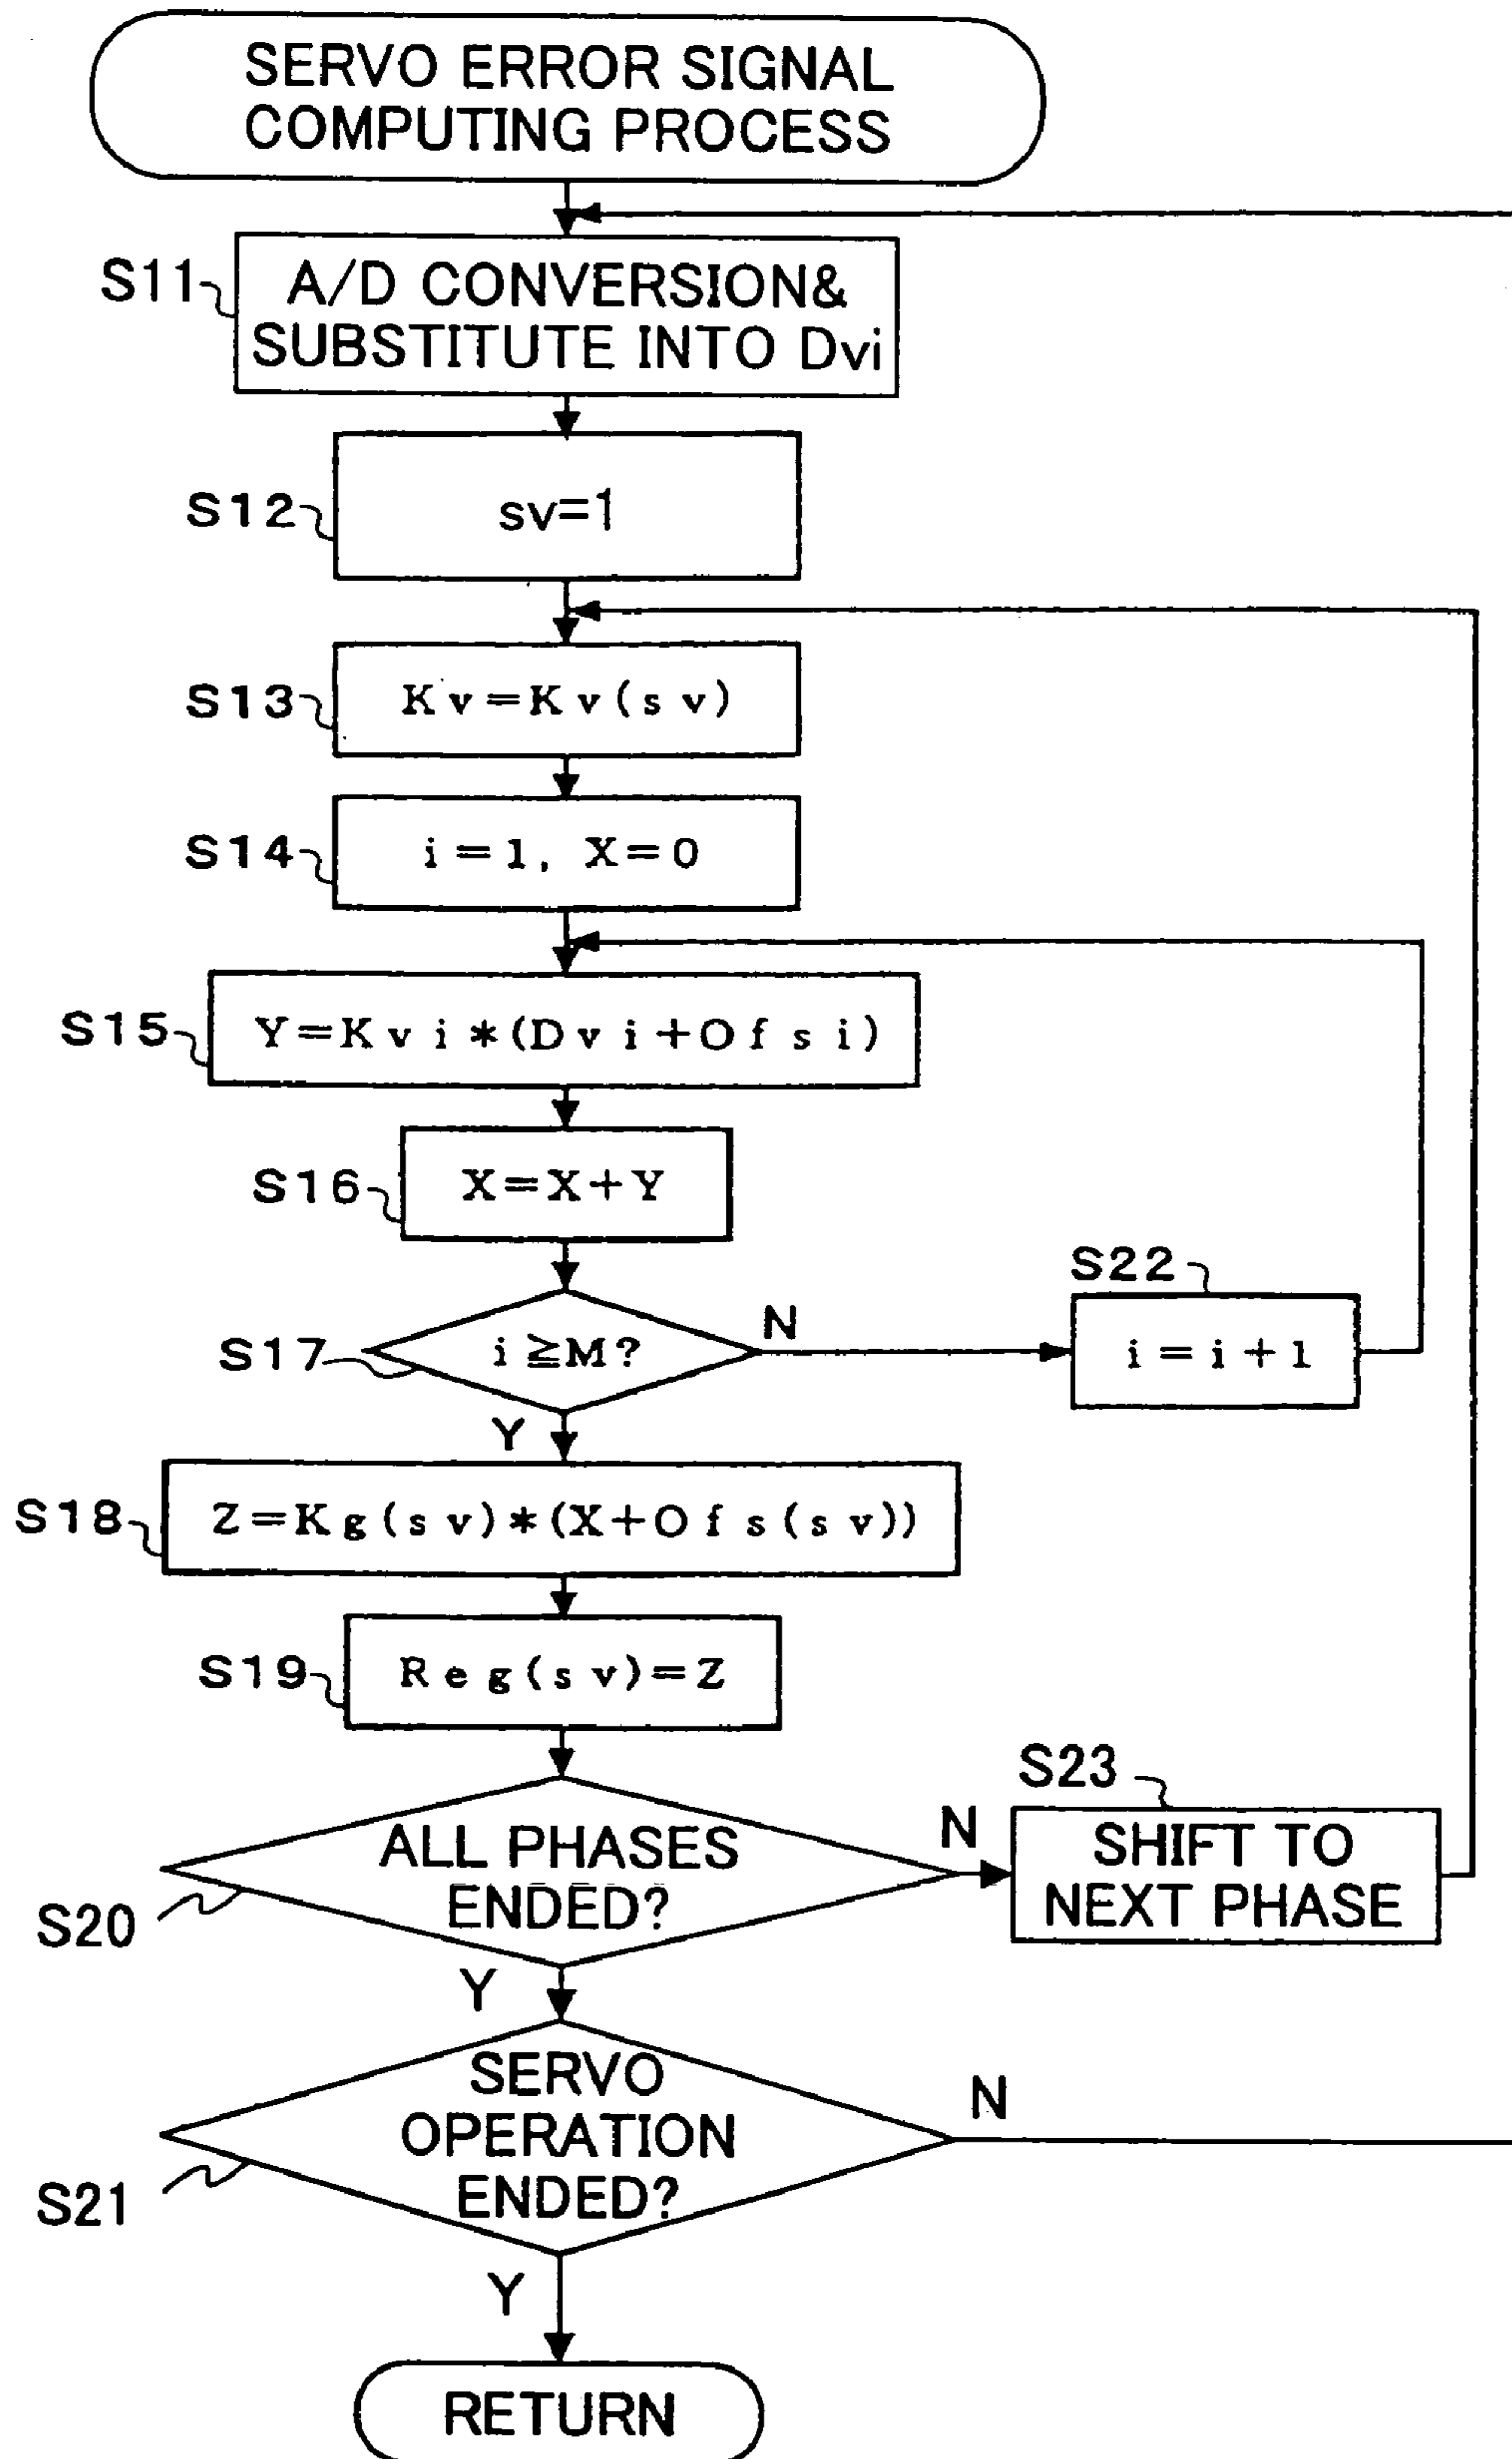 SERVO ERROR SIGNAL
COMPUTING PROCESS
S11
A/D CONVERSION&
SUBSTITUTE INTO Dvi
S12
sv=1
S13
Kv=Kv(sv)
S14
i=1, X=0
S15
Y=Kvi*(Dvi+Ofsi)
S16
X=X+Y
S17
i≧M?
N
S22
i=i+1
Y
S18
Z=Kg(sv)*(X+Ofs(sv))
S19
Reg(sv)=Z
S20
ALL PHASES
ENDED?
N
S23
SHIFT TO
NEXT PHASE
Y
S21
SERVO
OPERATION
ENDED?
N
Y
RETURN